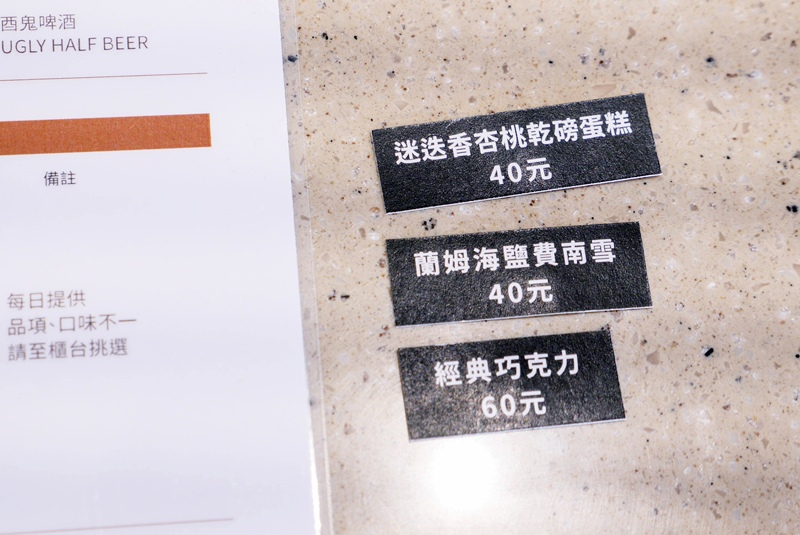 酉鬼啤酒
UGLY HALF BEER
備註
每日提供
品項、口味不一
請至櫃台挑選
迷迭香杏桃乾磅蛋糕
40元
蘭姆海鹽費南雪
40元
經典巧克力
60元